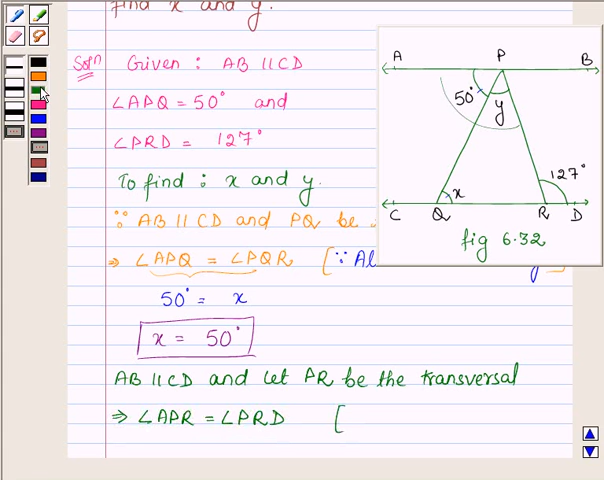 find x and y.
Soln Given : AB || CD
∠APQ = 50° and
∠PRD = 127°
To find : x and y.
∵ AB || CD and PQ be
⇒ ∠APQ = ∠PQR [∵ Al
50° = x
x = 50°
AB || CD and let PR be the transversal
⇒ ∠APR = ∠PRD [
A P B
50° y
127°
x
C Q R D
fig 6.32